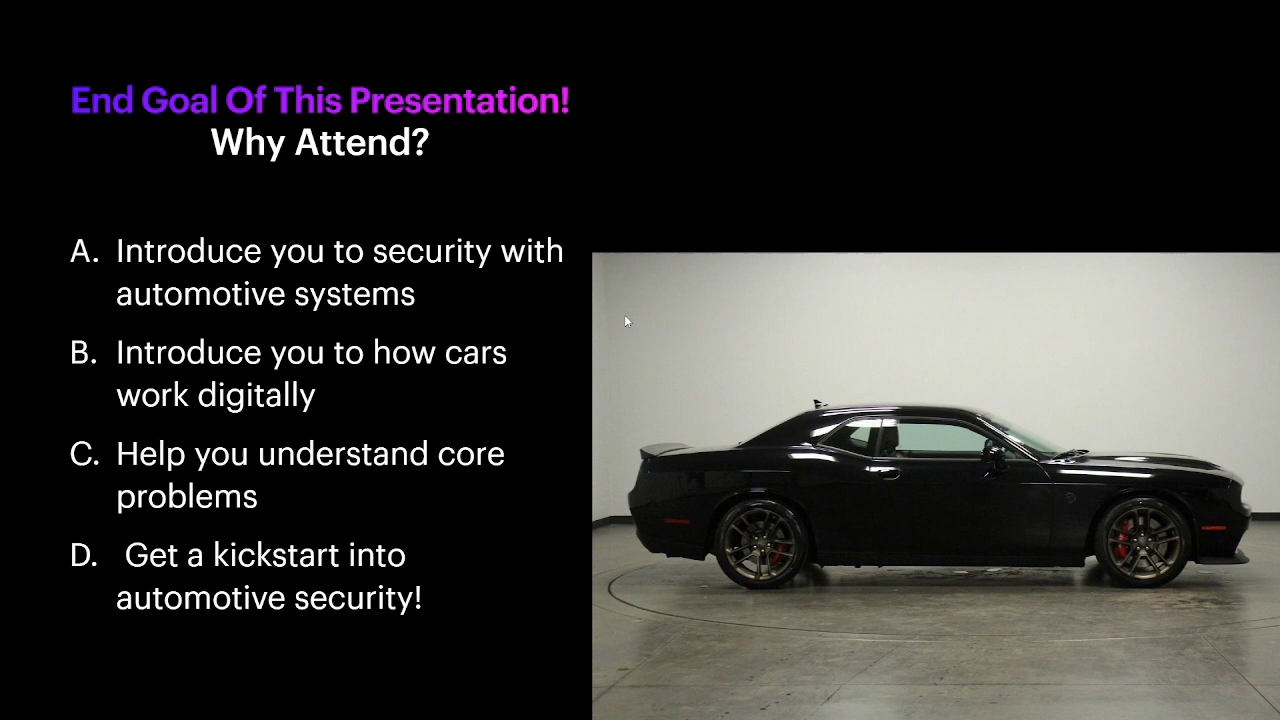 End Goal Of This Presentation!
Why Attend?
A. Introduce you to security with
automotive systems
B. Introduce you to how cars
work digitally
C. Help you understand core
problems
D. Get a kickstart into
automotive security!